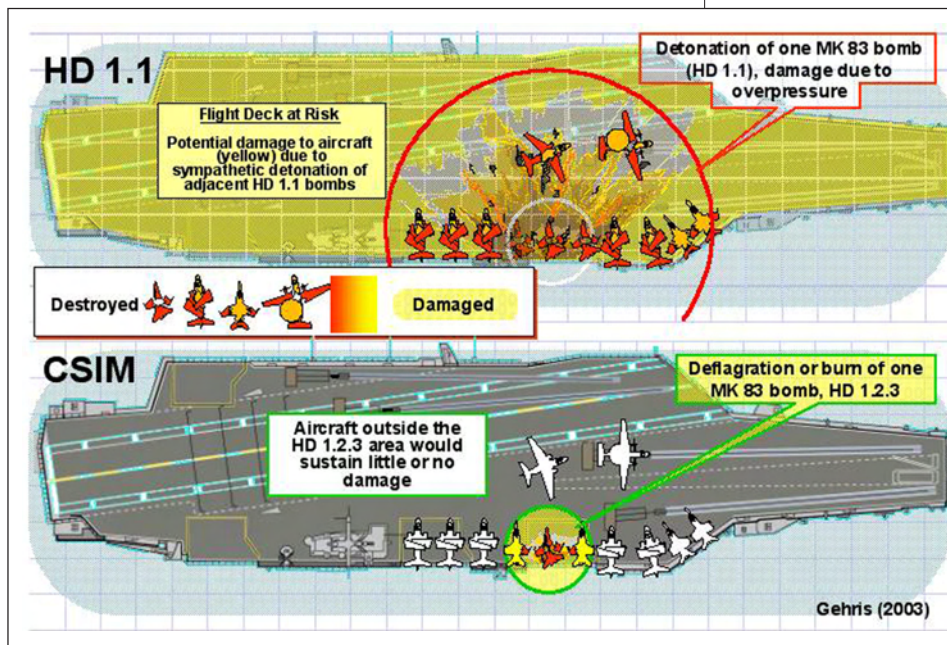 HD 1.1
Detonation of one MK 83 bomb
(HD 1.1), damage due to
overpressure
Flight Deck at Risk
Potential damage to aircraft
(yellow) due to
sympathetic detonation of
adjacent HD 1.1 bombs
Destroyed
Damaged
CSIM
Deflagration or burn of one
MK 83 bomb, HD 1.2.3
Aircraft outside the
HD 1.2.3 area would
sustain little or no
damage
Gehris (2003)